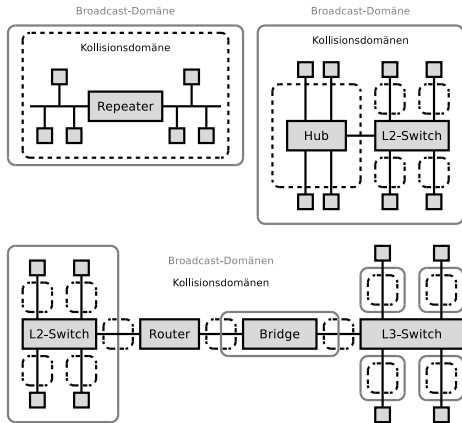 Broadcast-Domäne
Broadcast-Domäne
Kollisionsdomäne
Kollisionsdomänen
Repeater
Hub
L2-Switch
Broadcast-Domänen
Kollisionsdomänen
L2-Switch
Router
Bridge
L3-Switch